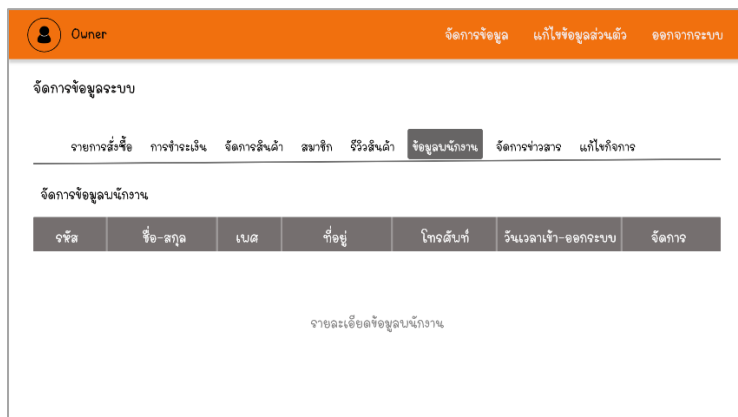 Owner จัดการข้อมูล แก้ไขข้อมูลส่วนตัว ออกจากระบบ
จัดการข้อมูลระบบ
รายการสั่งซื้อ การชำระเงิน จัดการสินค้า สมาชิก รีวิวสินค้า ข้อมูลพนักงาน จัดการข่าวสาร แก้ไขกิจการ
จัดการข้อมูลพนักงาน
รหัส ชื่อ-สกุล เพศ ที่อยู่ โทรศัพท์ วันเวลาเข้า-ออกระบบ จัดการ
รายละเอียดข้อมูลพนักงาน